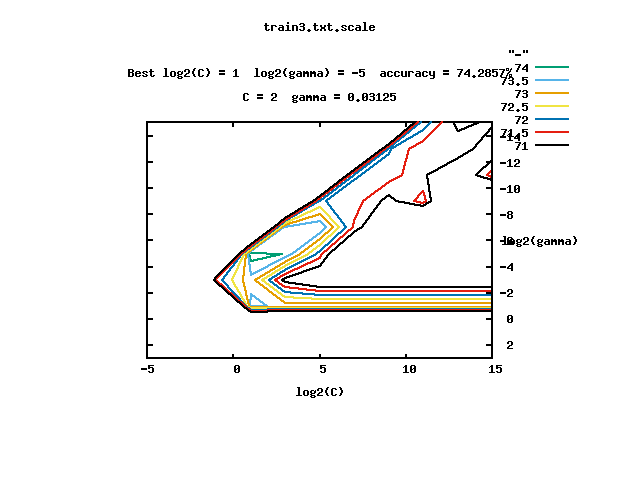 train3.txt.scale
"-"
Best log2(C) = 1  log2(gamma) = -5  accuracy = 74.2857%
74
73.5
C = 2  gamma = 0.03125
73
72.5
72
71.5
-14
71
-12
-10
-8
-6
log2(gamma)
-4
-2
0
2
-5 0 5 10 15
log2(C)